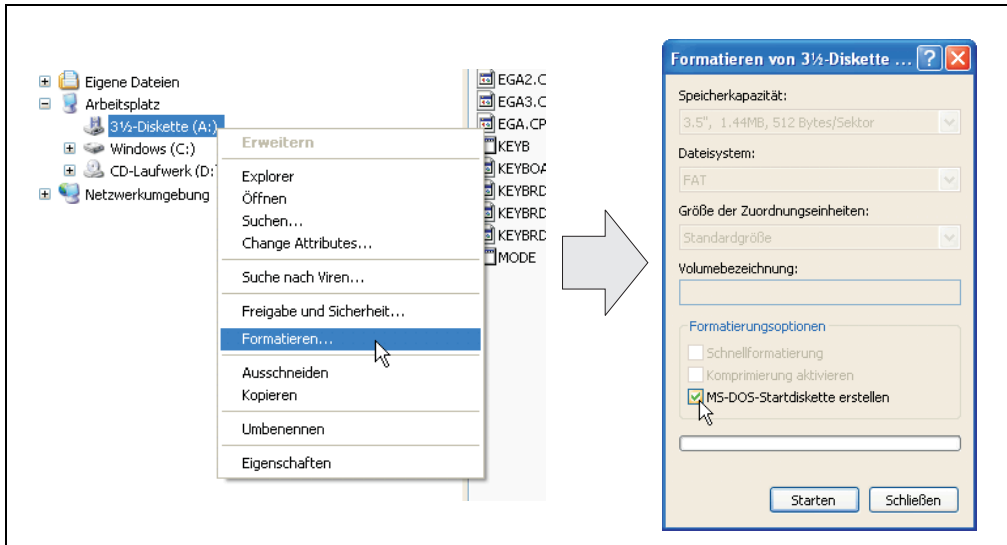 Eigene Dateien
Arbeitsplatz
3½-Diskette (A:)
Windows (C:)
CD-Laufwerk (D:
Netzwerkumgebung
Erweitern
Explorer
Öffnen
Suchen...
Change Attributes...
Suche nach Viren...
Freigabe und Sicherheit...
Formatieren...
Ausschneiden
Kopieren
Umbenennen
Eigenschaften
EGA2.C
EGA3.C
EGA.CP
KEYB
KEYBOA
KEYBRD
KEYBRD
KEYBRD
MODE
Formatieren von 3½-Diskette ...
Speicherkapazität:
3.5", 1.44MB, 512 Bytes/Sektor
Dateisystem:
FAT
Größe der Zuordnungseinheiten:
Standardgröße
Volumebezeichnung:
Formatierungsoptionen
Schnellformatierung
Komprimierung aktivieren
MS-DOS-Startdiskette erstellen
Starten
Schließen